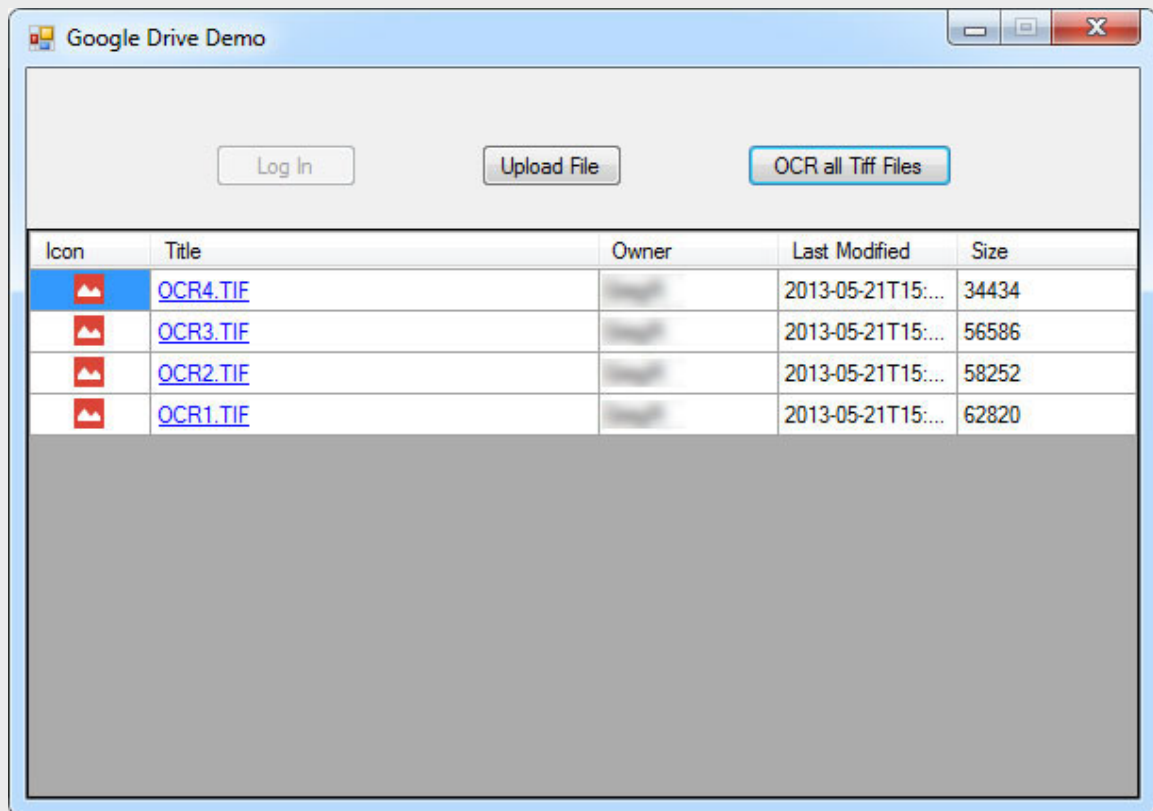 Google Drive Demo
Log In Upload File OCR all Tiff Files
Icon Title Owner Last Modified Size
OCR4.TIF 2013-05-21T15:... 34434
OCR3.TIF 2013-05-21T15:... 56586
OCR2.TIF 2013-05-21T15:... 58252
OCR1.TIF 2013-05-21T15:... 62820